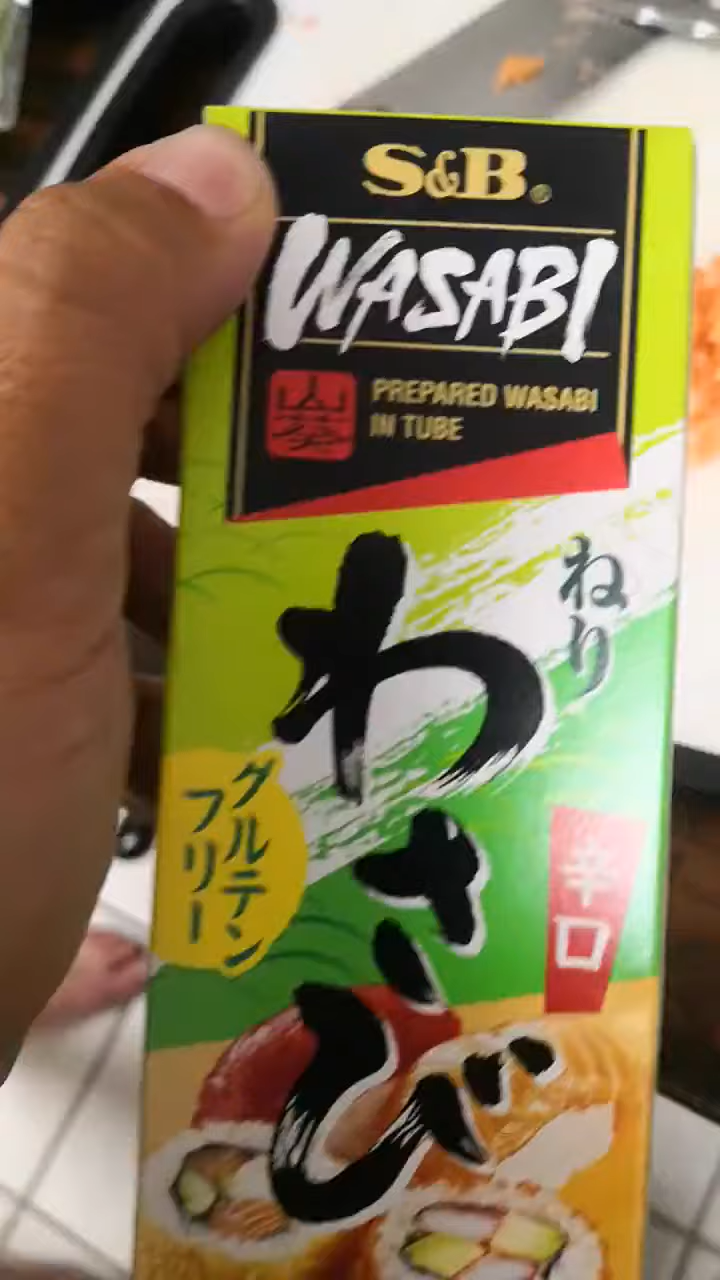 S&B®
WASABI
山葵
PREPARED WASABI
IN TUBE
ねり
わさび
グルテン
フリー
辛口